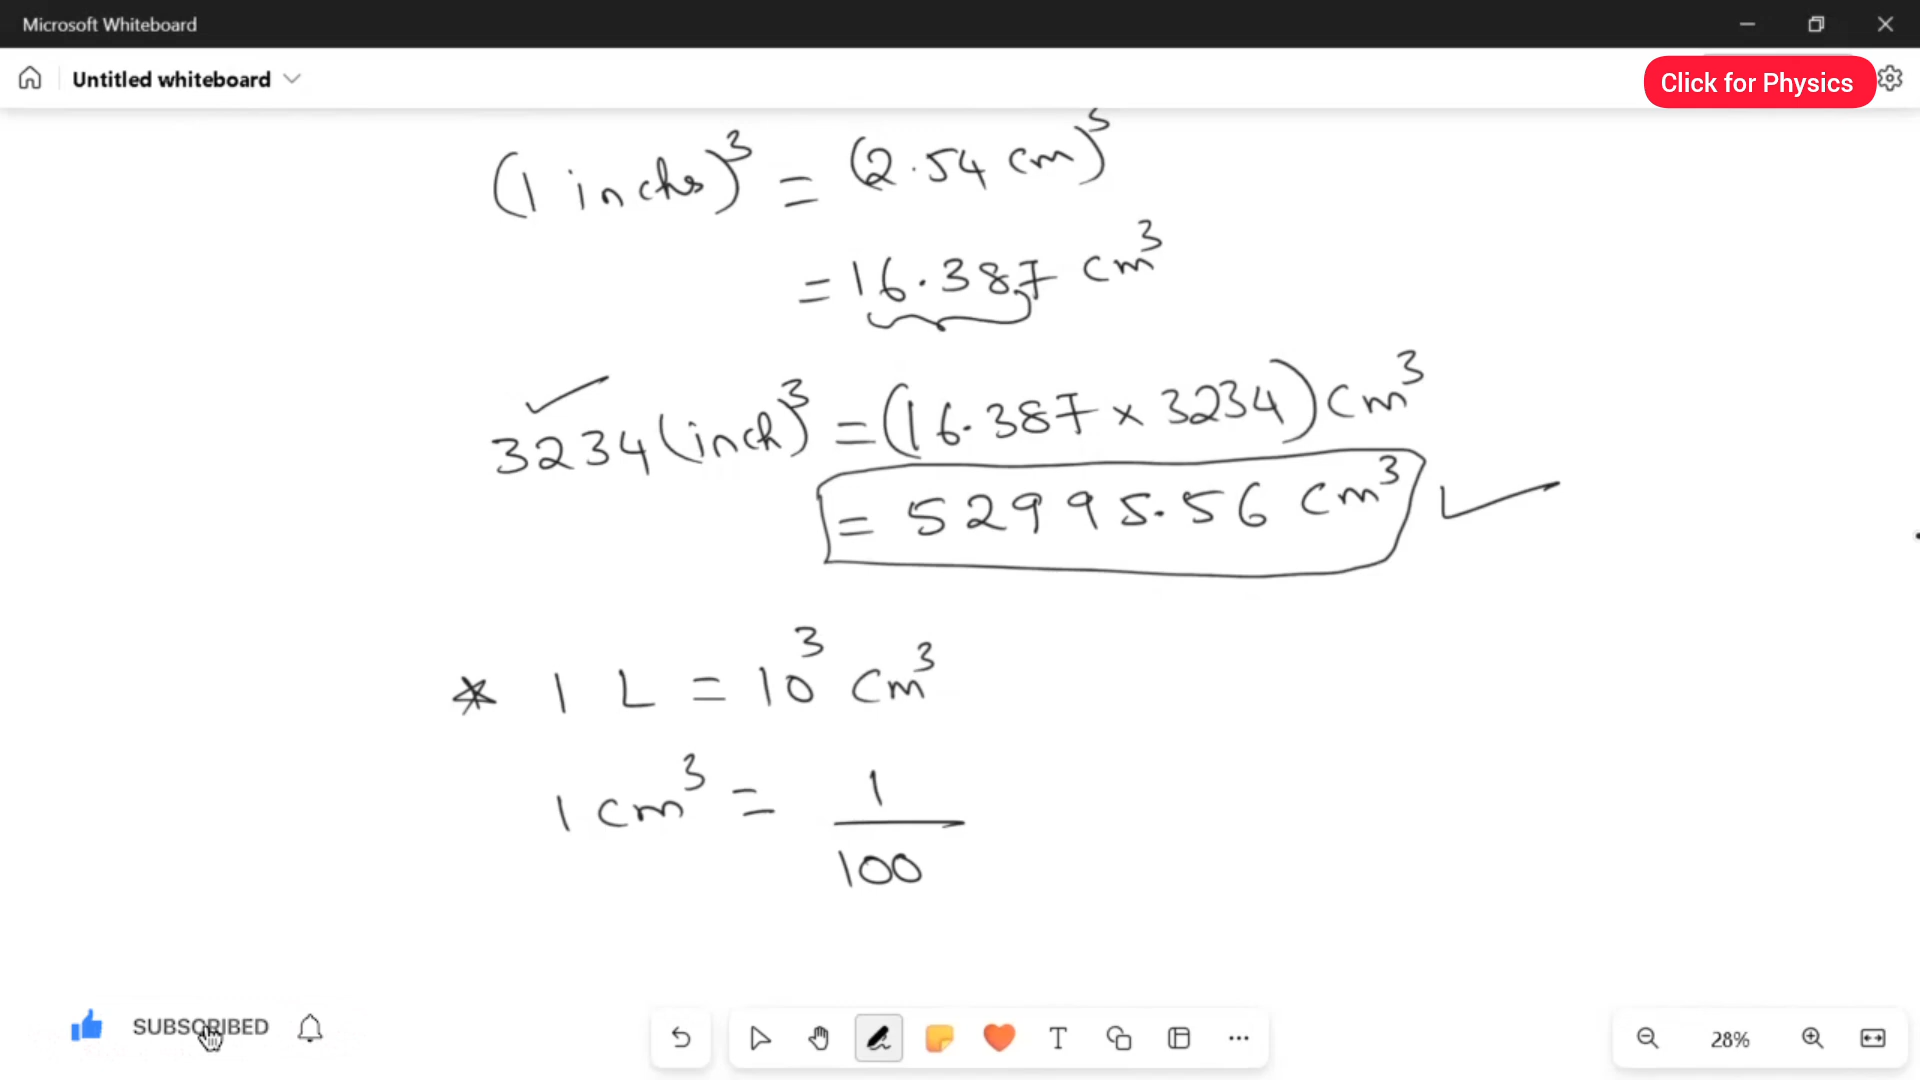 Microsoft Whiteboard
Untitled whiteboard
Click for Physics
(1 inchs)³ = (2.54 cm)³
= 16.387 cm³
3234 (inch)³ = (16.387 x 3234) cm³
= 52995.56 cm³
* 1 L = 10³ cm³
1 cm³ = 1/100
SUBSCRIBED
28%